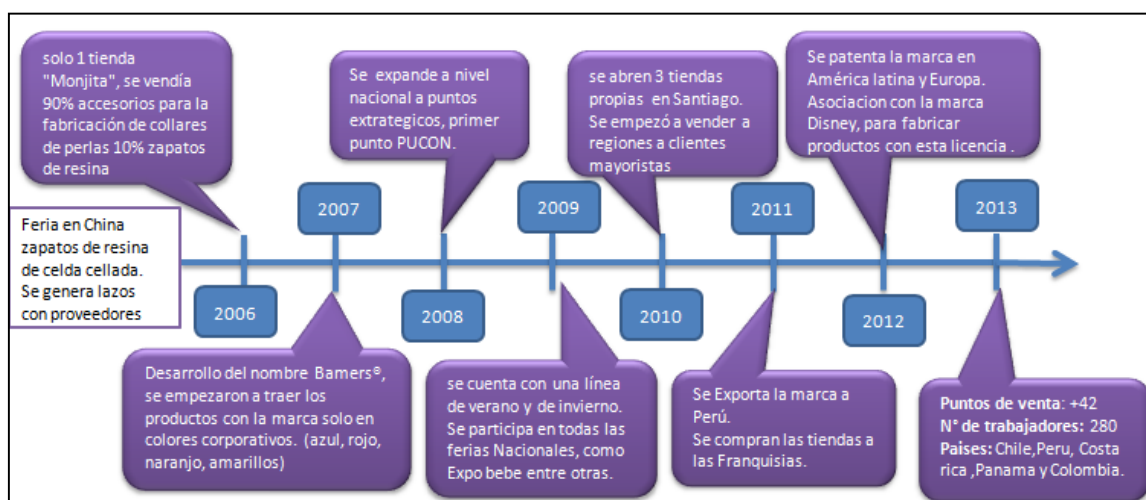 solo 1 tienda
"Monjita", se vendía
90% accesorios para la
fabricación de collares
de perlas 10% zapatos
de resina
Se expande a nivel
nacional a puntos
extrategicos, primer
punto PUCON.
se abren 3 tiendas
propias en Santiago.
Se empezó a vender a
regiones a clientes
mayoristas
Se patenta la marca en
América latina y Europa.
Asociacion con la marca
Disney, para fabricar
productos con esta licencia .
2007
2009
2011
2013
Feria en China
zapatos de resina
de celda cellada.
Se genera lazos
con proveedores
2006
2008
2010
2012
Desarrollo del nombre Bamers®,
se empezaron a traer los
productos con la marca solo en
colores corporativos. (azul, rojo,
naranjo, amarillos)
se cuenta con una línea
de verano y de invierno.
Se participa en todas las
ferias Nacionales, como
Expo bebe entre otras.
Se Exporta la marca a
Perú.
Se compran las tiendas a
las Franquisias.
Puntos de venta: +42
N° de trabajadores: 280
Paises: Chile,Peru, Costa
rica ,Panama y Colombia.